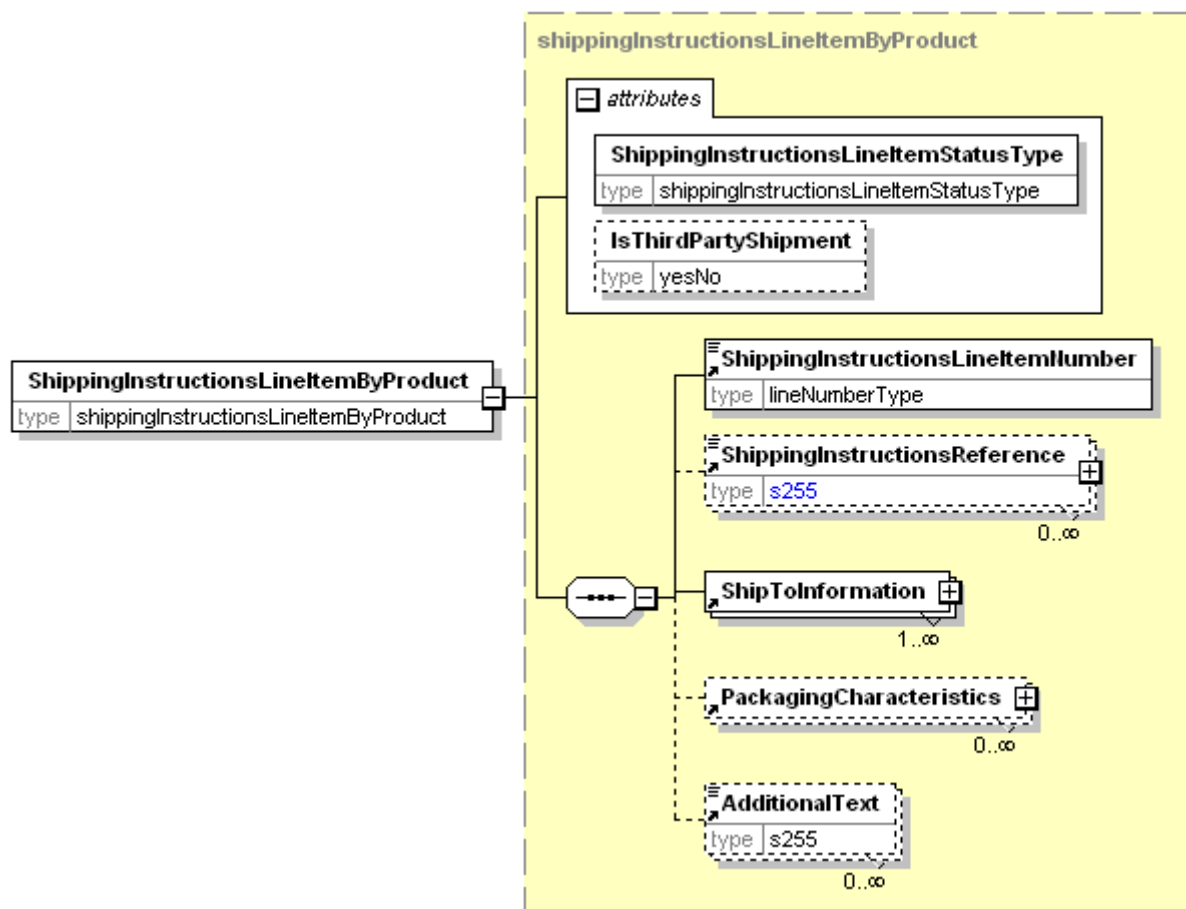 shippingInstructionsLineItemByProduct
attributes
ShippingInstructionsLineItemStatusType
type shippingInstructionsLineItemStatusType
IsThirdPartyShipment
type yesNo
ShippingInstructionsLineItemByProduct
type shippingInstructionsLineItemByProduct
ShippingInstructionsLineItemNumber
type lineNumberType
ShippingInstructionsReference
type s255
0..∞
ShipToInformation
1..∞
PackagingCharacteristics
0..∞
AdditionalText
type s255
0..∞